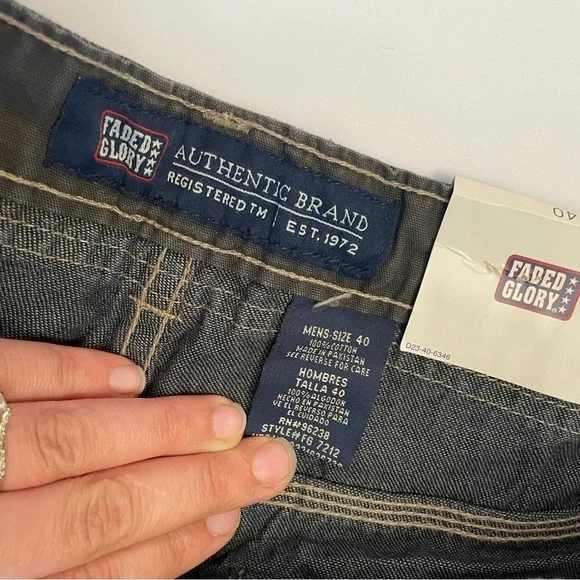 FADED
GLORY
AUTHENTIC BRAND
REGISTERED TM
EST. 1972
MENS-SIZE 40
100% COTTON
MADE IN PAKISTAN
SEE REVERSE FOR CARE
HOMBRES
TALLA 40
100% ALGODON
HECHO EN PAKISTAN
VE EL REVERSO PARA
EL CUIDADO
RN# 96238
STYLE# FG 7212
40
FADED
GLORY®
D23-40-6346